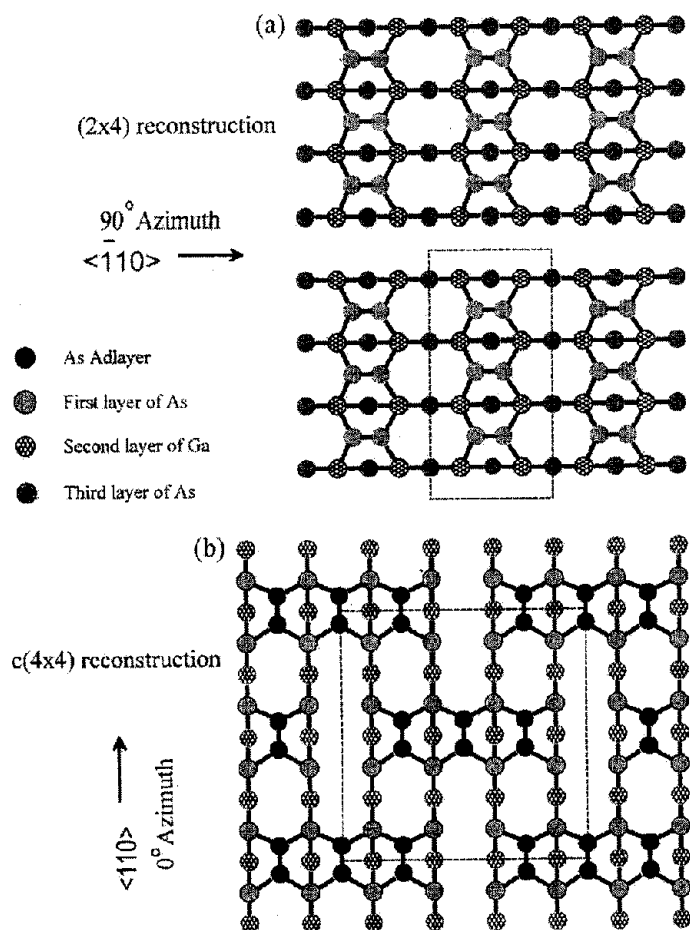 (a)
(2x4) reconstruction
90° Azimuth
<1̄10>
As Adlayer
First layer of As
Second layer of Ga
Third layer of As
(b)
c(4x4) reconstruction
<110>
0° Azimuth